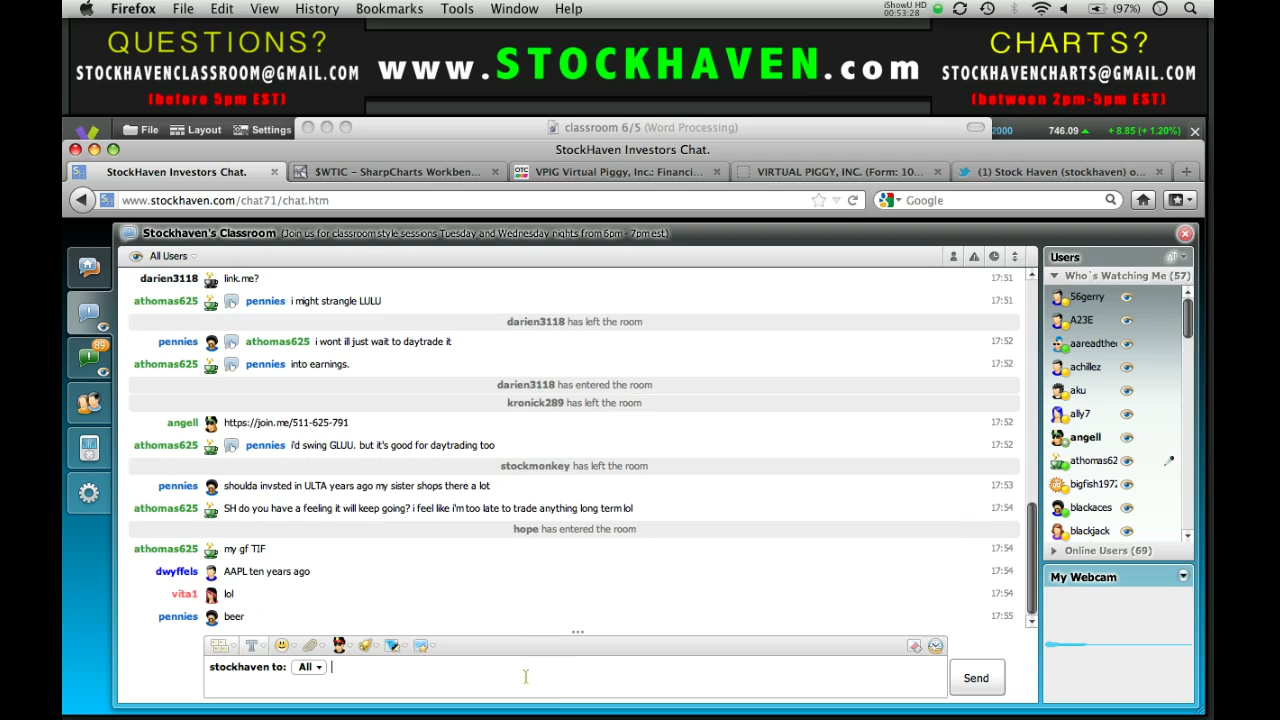 Firefox File Edit View History Bookmarks Tools Window Help
iShowU HD
00:53:28
(97%)
QUESTIONS?
STOCKHAVENCLASSROOM@GMAIL.COM
(before 5pm EST)
www.STOCKHAVEN.com
CHARTS?
STOCKHAVENCHARTS@GMAIL.COM
(between 2pm-5pm EST)
File Layout Settings
classroom 6/5 (Word Processing)
2000 746.09 + 8.85 (+ 1.20%)
StockHaven Investors Chat.
StockHaven Investors Chat.
$WTIC – SharpCharts Workben...
OTC VPIG Virtual Piggy, Inc.: Financi...
VIRTUAL PIGGY, INC. (Form: 10...
(1) Stock Haven (stockhaven) o...
www.stockhaven.com/chat71/chat.htm
Google
Stockhaven's Classroom (Join us for classroom style sessions Tuesday and Wednesday nights from 6pm - 7pm est)
All Users
darien3118 link.me? 17:51
athomas625 pennies i might strangle LULU 17:51
darien3118 has left the room
pennies athomas625 i wont ill just wait to daytrade it 17:52
athomas625 pennies into earnings. 17:52
darien3118 has entered the room
kronick289 has left the room
angell https://join.me/511-625-791 17:52
athomas625 pennies i'd swing GLUU, but it's good for daytrading too 17:52
stockmonkey has left the room
pennies shoulda invsted in ULTA years ago my sister shops there a lot 17:53
athomas625 SH do you have a feeling it will keep going? i feel like i'm too late to trade anything long term lol 17:54
hope has entered the room
athomas625 my gf TIF 17:54
dwyffels AAPL ten years ago 17:54
vita1 lol 17:54
pennies beer 17:55
stockhaven to: All
Send
89
Users
Who`s Watching Me (57)
56gerry
A23E
aareadthe
achillez
aku
ally7
angell
athomas62
bigfish197
blackaces
blackjack
Online Users (69)
My Webcam